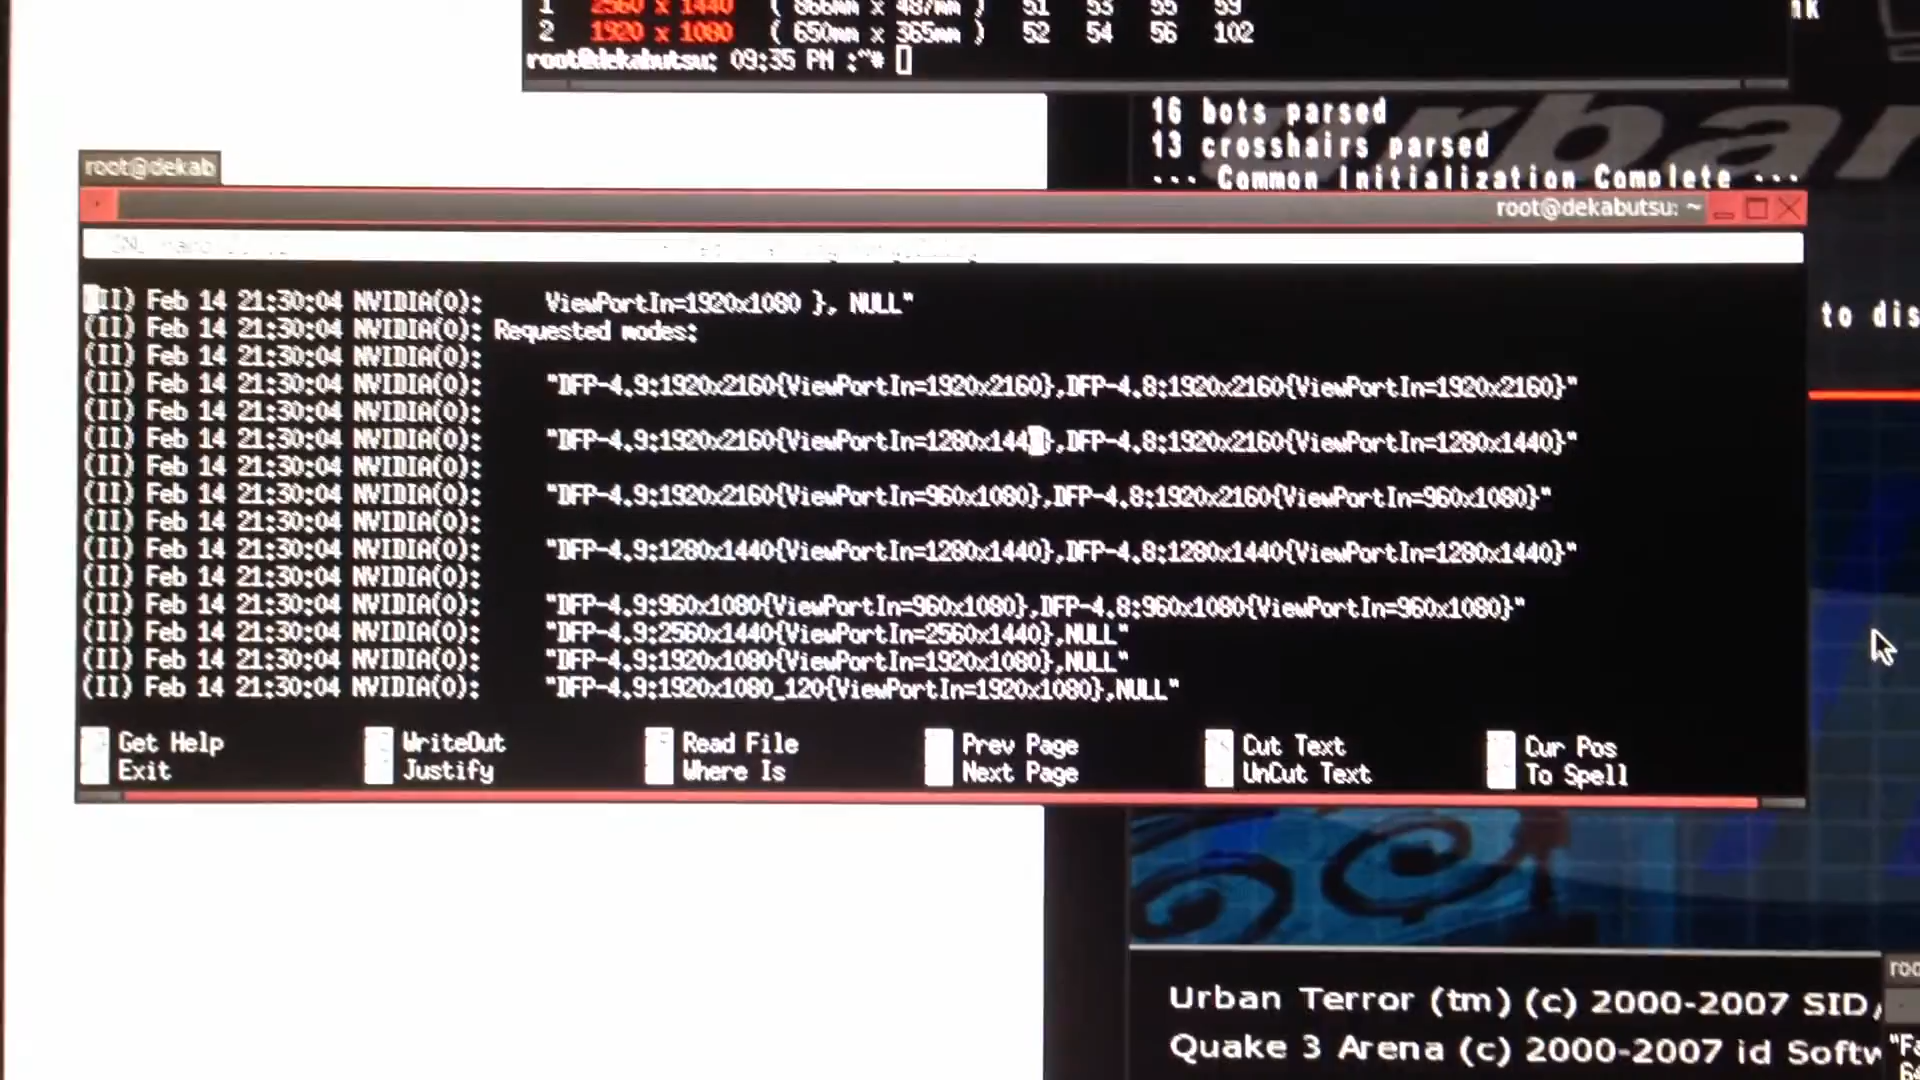 1 2560 x 1440 ( 866mm x 487mm ) 51 53 55 59
2 1920 x 1080 ( 650mm x 365mm ) 52 54 56 102
root@dekabutsu: 09:35 PM :~# 
nk
16 bots parsed
13 crosshairs parsed
--- Common Initialization Complete ---
root@dekab
root@dekabutsu: ~
(II) Feb 14 21:30:04 NVIDIA(0): ViewPortIn=1920x1080 }, NULL"
(II) Feb 14 21:30:04 NVIDIA(0): Requested modes:
(II) Feb 14 21:30:04 NVIDIA(0):
(II) Feb 14 21:30:04 NVIDIA(0): "DFP-4.9:1920x2160{ViewPortIn=1920x2160},DFP-4.8:1920x2160{ViewPortIn=1920x2160}"
(II) Feb 14 21:30:04 NVIDIA(0):
(II) Feb 14 21:30:04 NVIDIA(0): "DFP-4.9:1920x2160{ViewPortIn=1280x1440},DFP-4.8:1920x2160{ViewPortIn=1280x1440}"
(II) Feb 14 21:30:04 NVIDIA(0):
(II) Feb 14 21:30:04 NVIDIA(0): "DFP-4.9:1920x2160{ViewPortIn=960x1080},DFP-4.8:1920x2160{ViewPortIn=960x1080}"
(II) Feb 14 21:30:04 NVIDIA(0):
(II) Feb 14 21:30:04 NVIDIA(0): "DFP-4.9:1280x1440{ViewPortIn=1280x1440},DFP-4.8:1280x1440{ViewPortIn=1280x1440}"
(II) Feb 14 21:30:04 NVIDIA(0):
(II) Feb 14 21:30:04 NVIDIA(0): "DFP-4.9:960x1080{ViewPortIn=960x1080},DFP-4.8:960x1080{ViewPortIn=960x1080}"
(II) Feb 14 21:30:04 NVIDIA(0): "DFP-4.9:2560x1440{ViewPortIn=2560x1440},NULL"
(II) Feb 14 21:30:04 NVIDIA(0): "DFP-4.9:1920x1080{ViewPortIn=1920x1080},NULL"
(II) Feb 14 21:30:04 NVIDIA(0): "DFP-4.9:1920x1080_120{ViewPortIn=1920x1080},NULL"
Get Help WriteOut Read File Prev Page Cut Text Cur Pos
Exit Justify Where Is Next Page UnCut Text To Spell
urban
to dis
Urban Terror (tm) (c) 2000-2007 SID
Quake 3 Arena (c) 2000-2007 id Softw
roo
"Fa